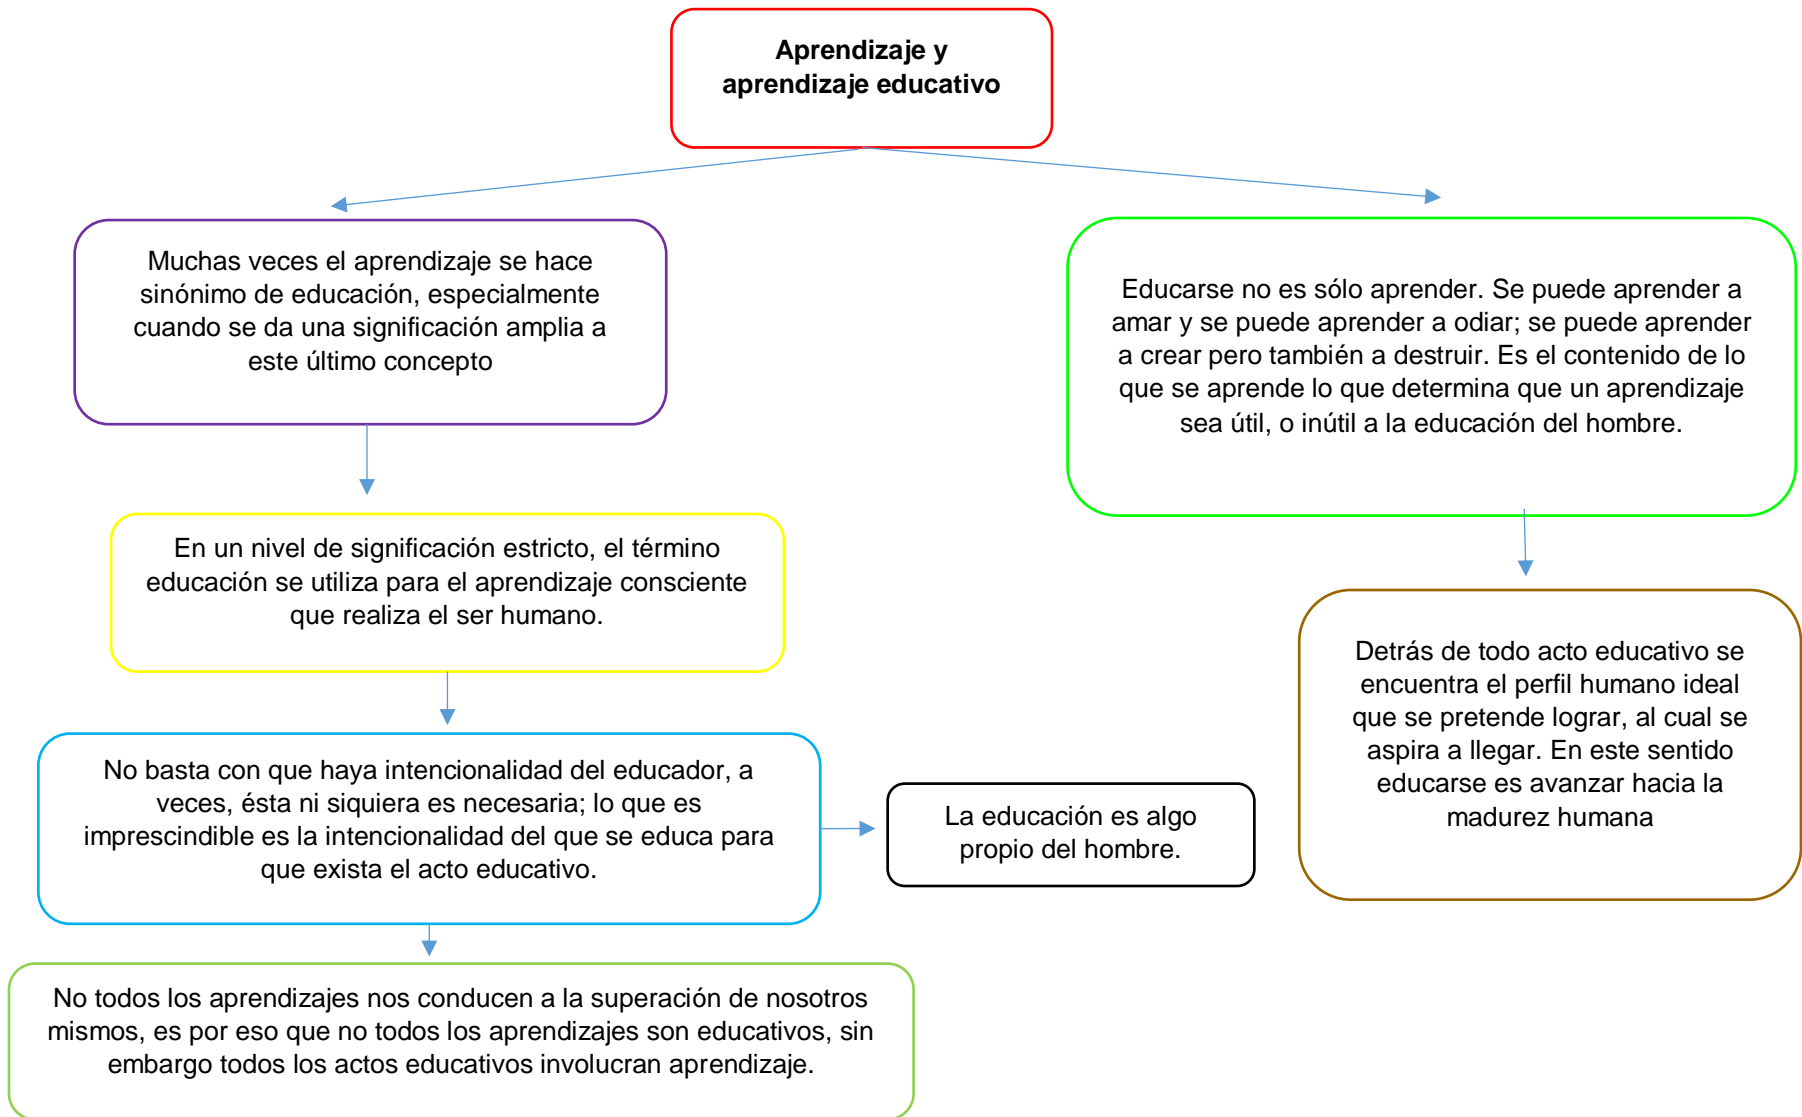 Aprendizaje y
aprendizaje educativo
Muchas veces el aprendizaje se hace
sinónimo de educación, especialmente
cuando se da una significación amplia a
este último concepto
Educarse no es sólo aprender. Se puede aprender a
amar y se puede aprender a odiar; se puede aprender
a crear pero también a destruir. Es el contenido de lo
que se aprende lo que determina que un aprendizaje
sea útil, o inútil a la educación del hombre.
En un nivel de significación estricto, el término
educación se utiliza para el aprendizaje consciente
que realiza el ser humano.
Detrás de todo acto educativo se
encuentra el perfil humano ideal
que se pretende lograr, al cual se
aspira a llegar. En este sentido
educarse es avanzar hacia la
madurez humana
No basta con que haya intencionalidad del educador, a
veces, ésta ni siquiera es necesaria; lo que es
imprescindible es la intencionalidad del que se educa para
que exista el acto educativo.
La educación es algo
propio del hombre.
No todos los aprendizajes nos conducen a la superación de nosotros
mismos, es por eso que no todos los aprendizajes son educativos, sin
embargo todos los actos educativos involucran aprendizaje.